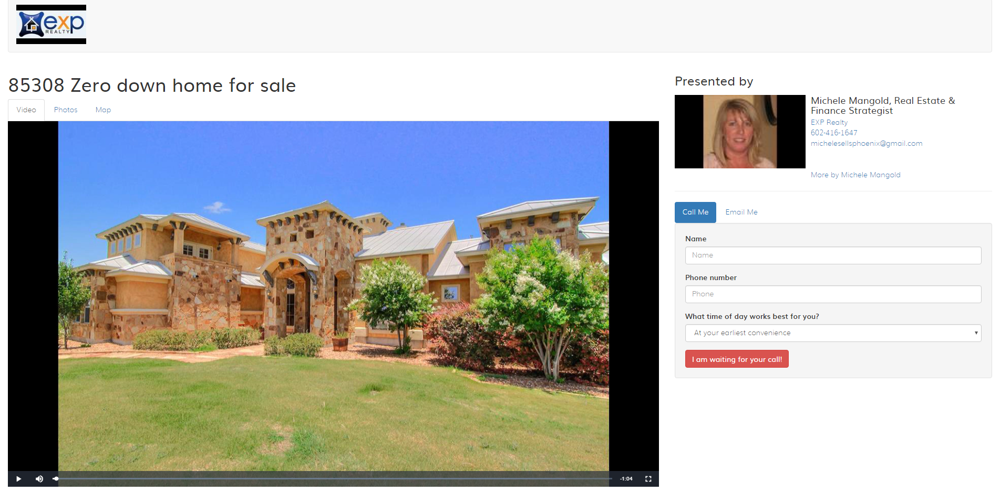 exp
REALTY
85308 Zero down home for sale
Video
Photos
Map
-1:04
Presented by
Michele Mangold, Real Estate &
Finance Strategist
EXP Realty
602-416-1647
michelesellsphoenix@gmail.com
More by Michele Mangold
Call Me
Email Me
Name
Name
Phone number
Phone
What time of day works best for you?
At your earliest convenience
I am waiting for your call!